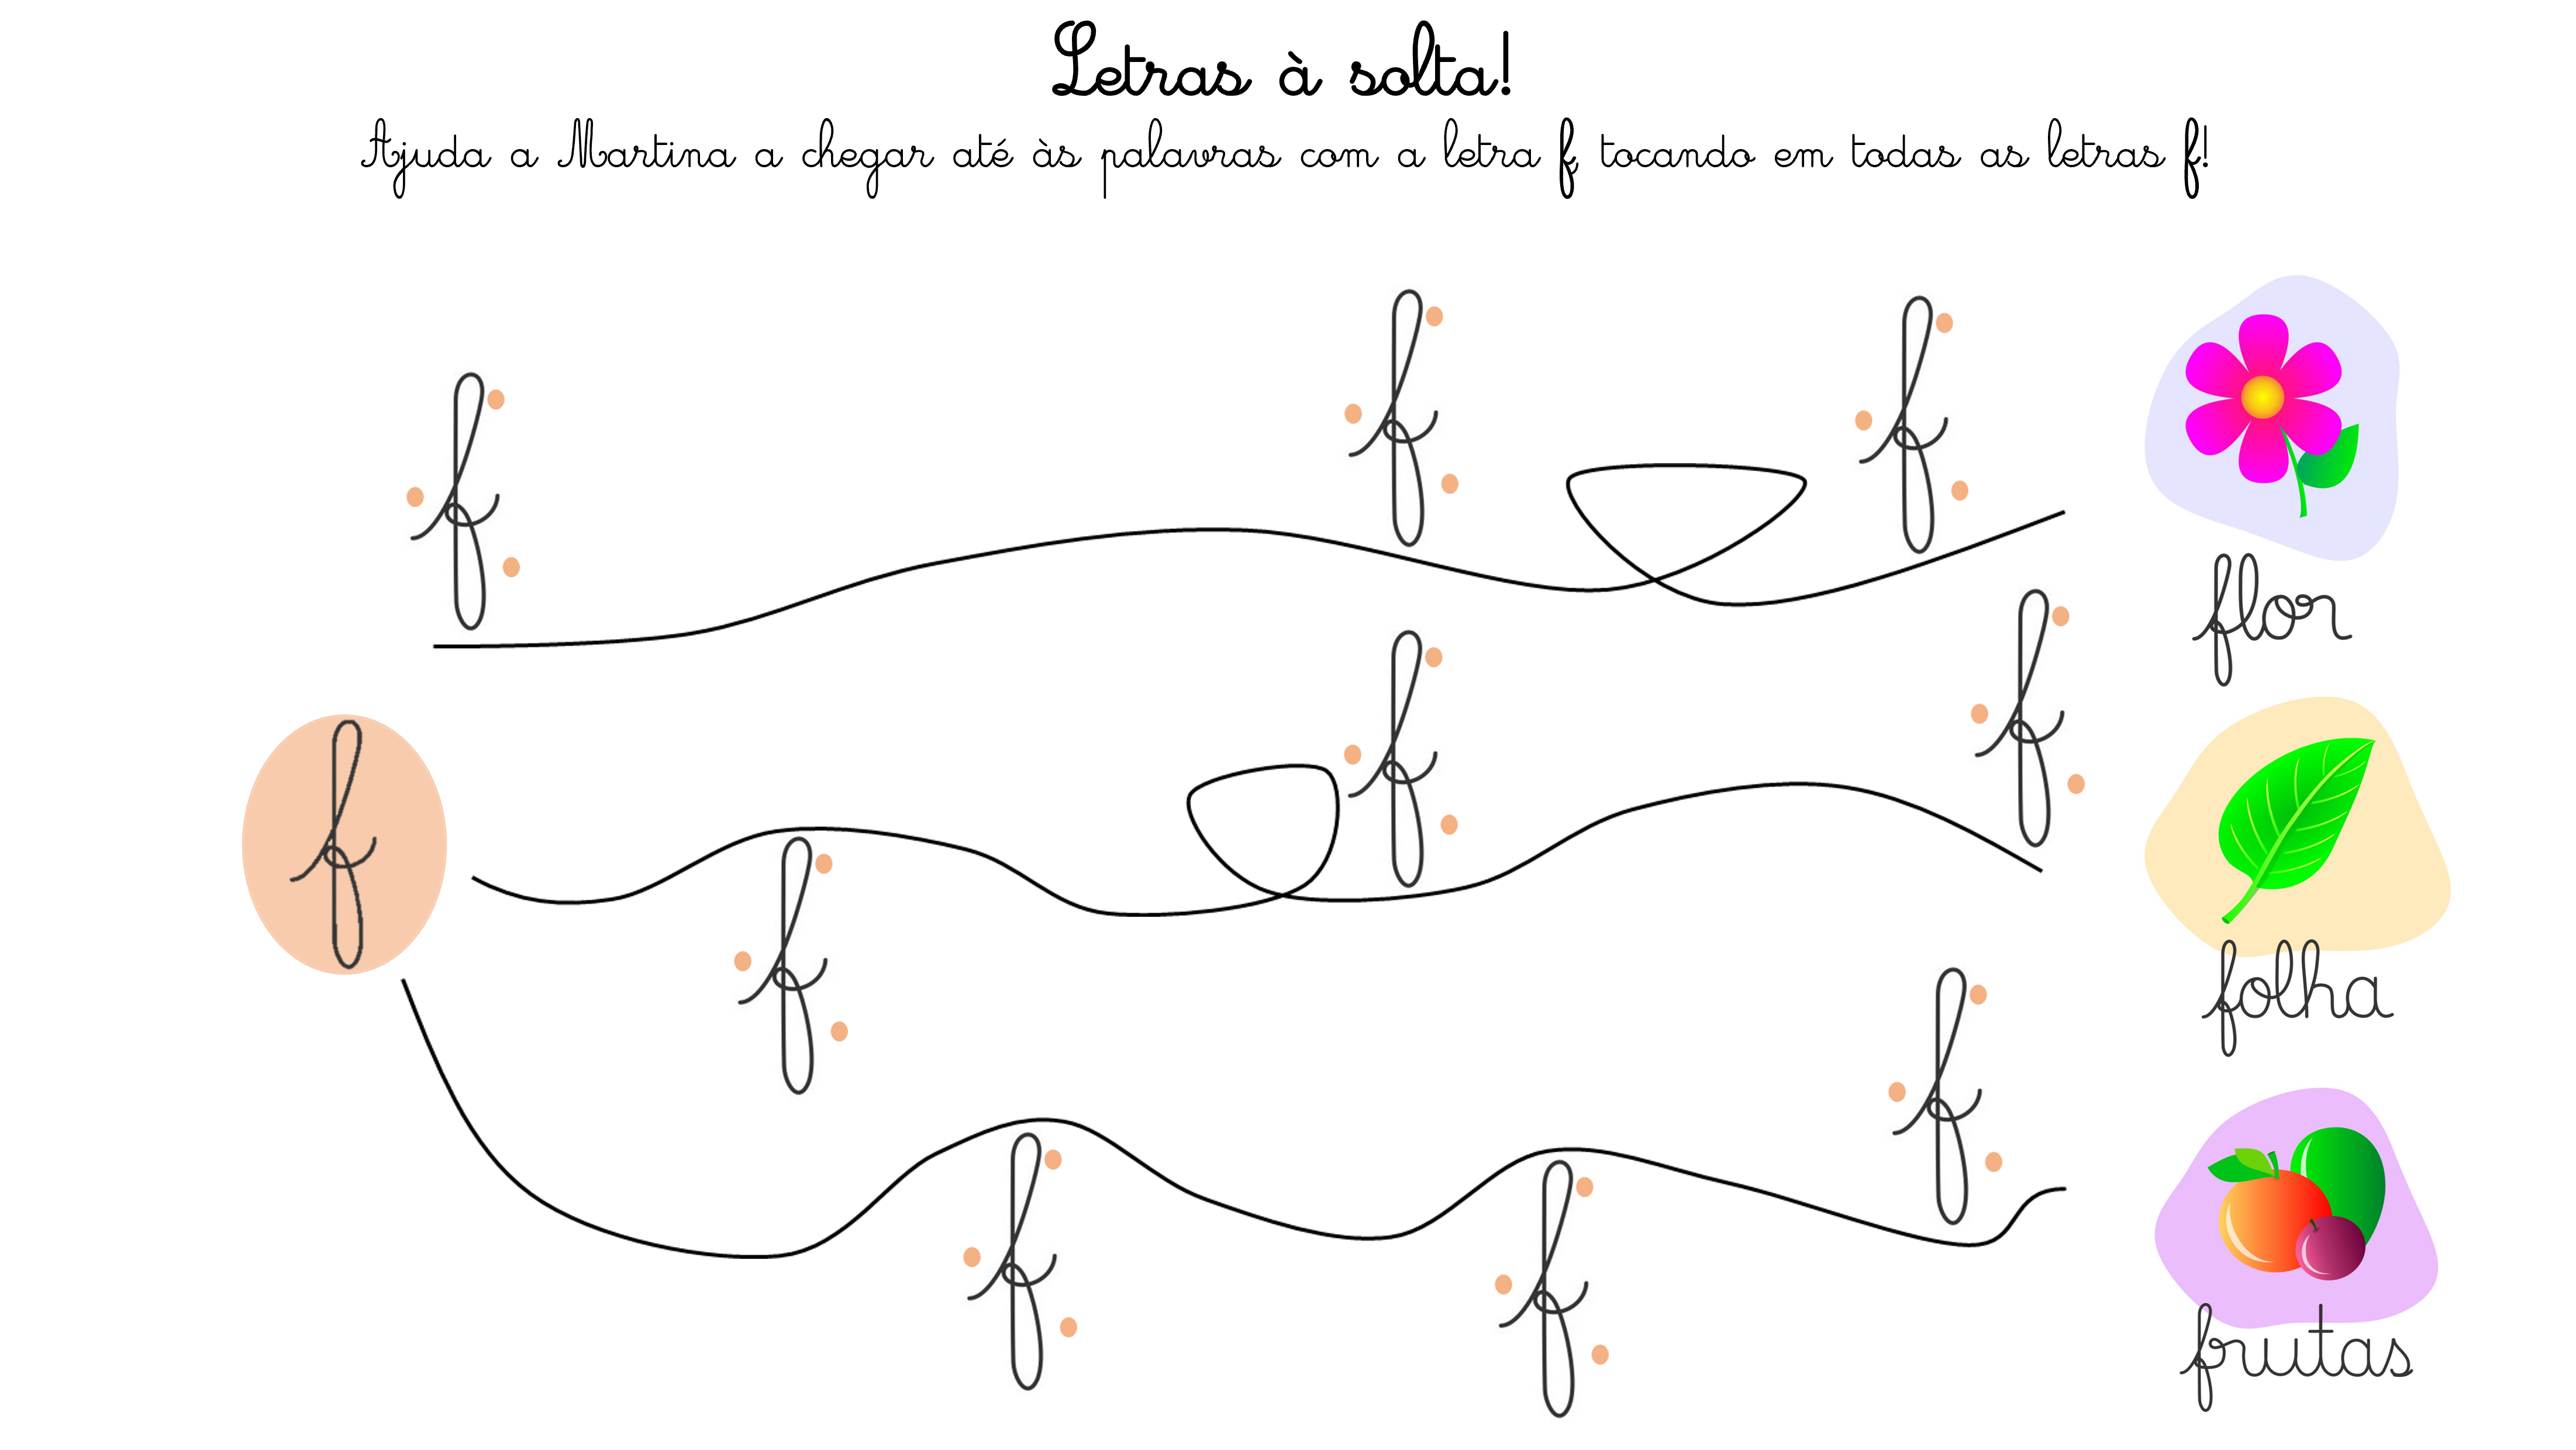 Letras à solta!
Ajuda a Martina a chegar até às palavras com a letra f, tocando em todas as letras f!
f
f
f
flor
f
f
f
f
folha
f
f
f
frutas